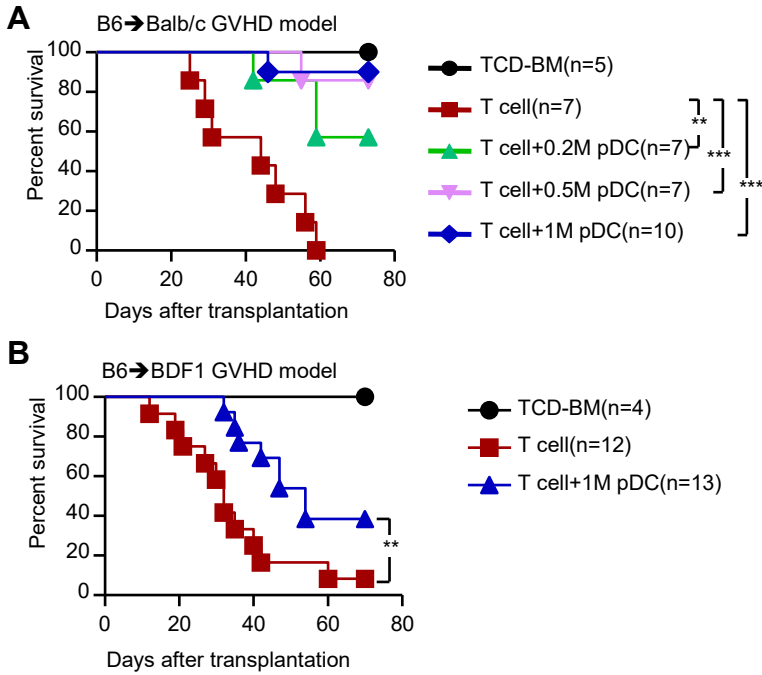 A
B6➔Balb/c GVHD model
Percent survival
100
80
60
40
20
0
0 20 40 60 80
Days after transplantation
TCD-BM(n=5)
T cell(n=7)
T cell+0.2M pDC(n=7)
T cell+0.5M pDC(n=7)
T cell+1M pDC(n=10)
**
***
***
B
B6➔BDF1 GVHD model
Percent survival
100
80
60
40
20
0
0 20 40 60 80
Days after transplantation
TCD-BM(n=4)
T cell(n=12)
T cell+1M pDC(n=13)
**